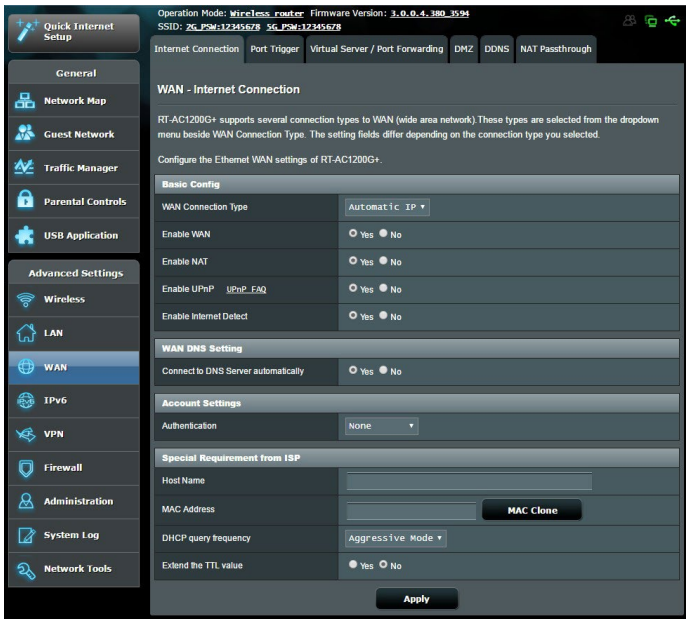 Quick Internet
Setup
Operation Mode: Wireless router Firmware Version: 3.0.0.4.380_3594
SSID: 2G_PSW:12345678 5G_PSW:12345678
Internet Connection Port Trigger Virtual Server / Port Forwarding DMZ DDNS NAT Passthrough
General
Network Map
Guest Network
Traffic Manager
Parental Controls
USB Application
Advanced Settings
Wireless
LAN
WAN
IPv6
VPN
Firewall
Administration
System Log
Network Tools
WAN - Internet Connection
RT-AC1200G+ supports several connection types to WAN (wide area network).These types are selected from the dropdown
menu beside WAN Connection Type. The setting fields differ depending on the connection type you selected.
Configure the Ethernet WAN settings of RT-AC1200G+.
Basic Config
WAN Connection Type Automatic IP
Enable WAN Yes No
Enable NAT Yes No
Enable UPnP UPnP FAQ Yes No
Enable Internet Detect Yes No
WAN DNS Setting
Connect to DNS Server automatically Yes No
Account Settings
Authentication None
Special Requirement from ISP
Host Name
MAC Address MAC Clone
DHCP query frequency Aggressive Mode
Extend the TTL value Yes No
Apply